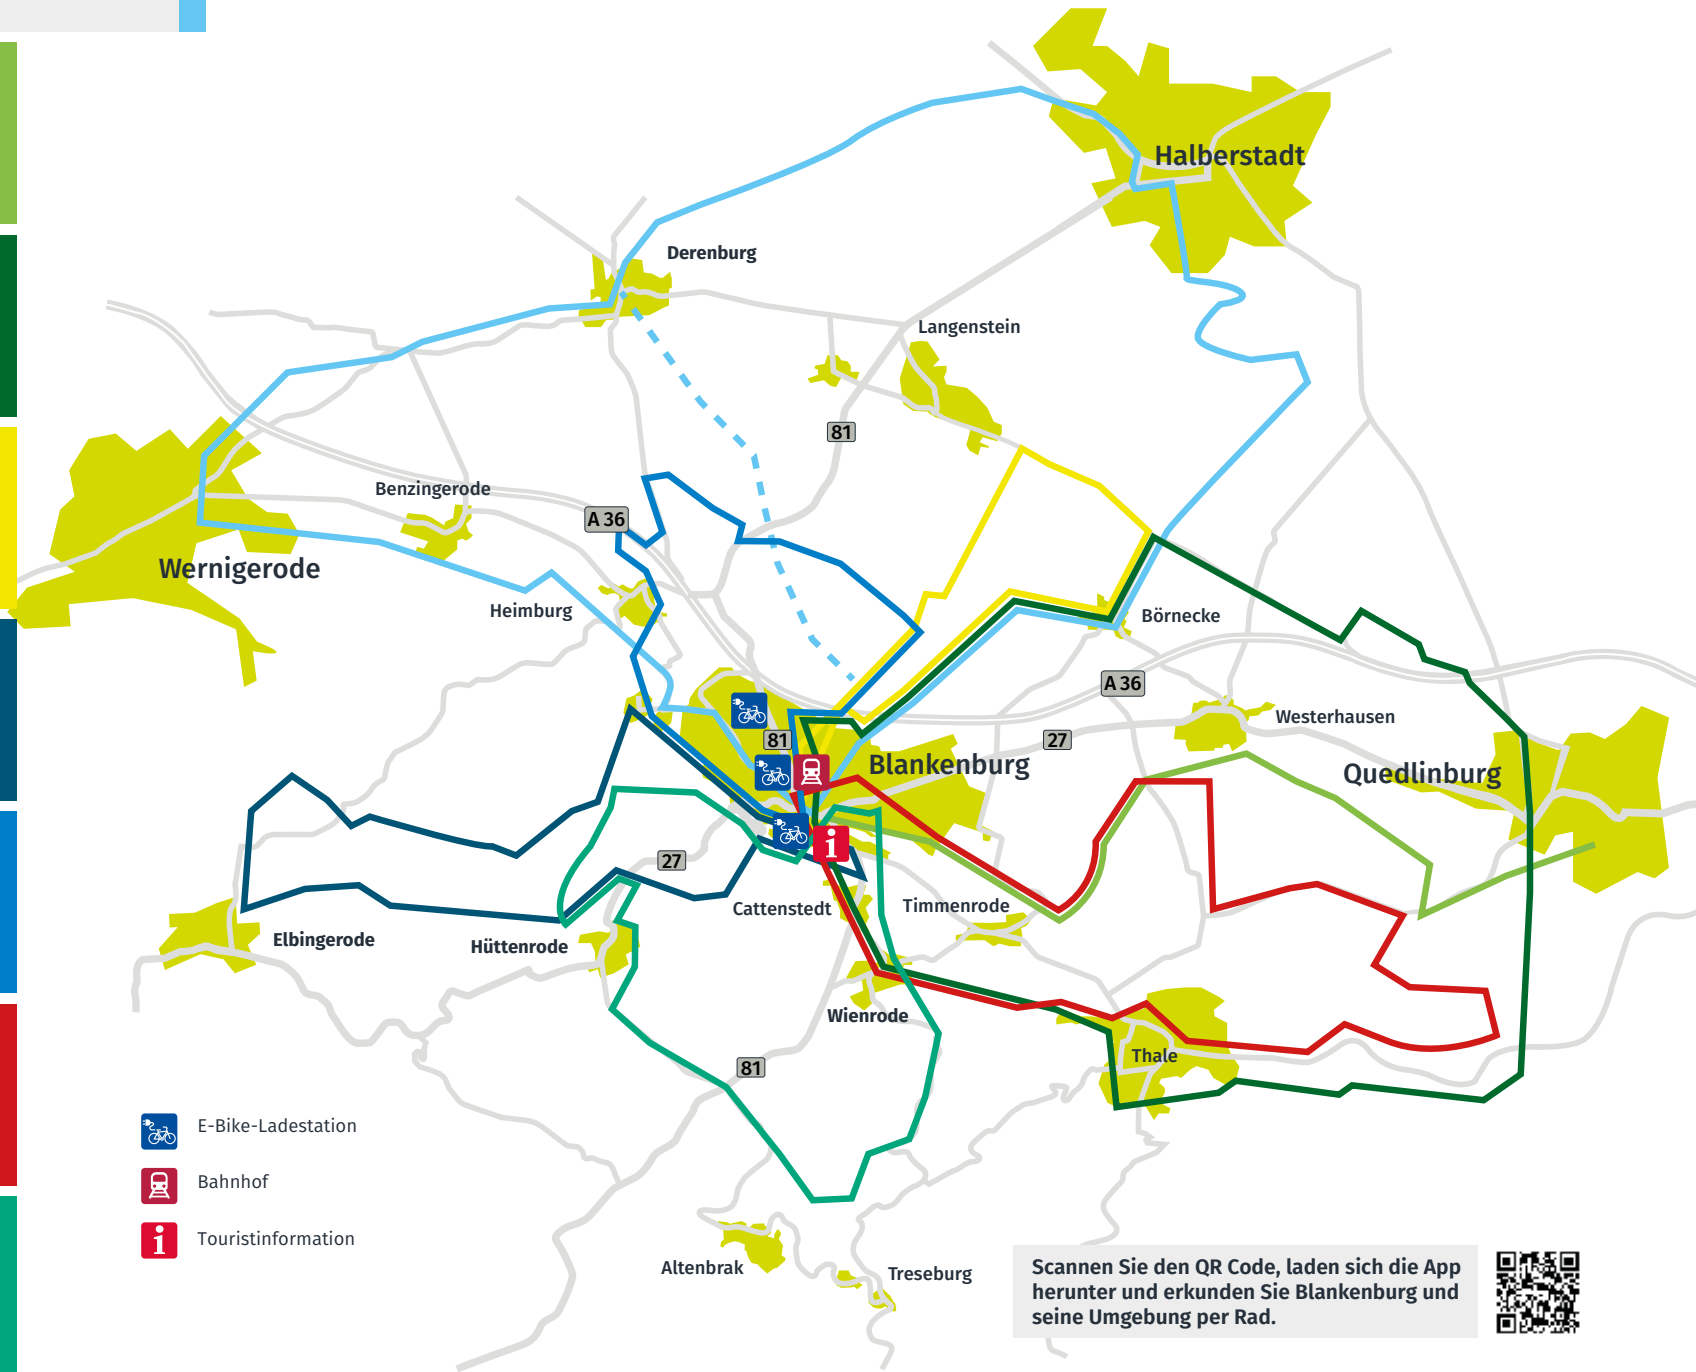 Halberstadt
Derenburg
Langenstein
81
Benzingerode
A 36
Wernigerode
Heimburg
Börnecke
A 36
Westerhausen
81
27
Blankenburg
Quedlinburg
27
Cattenstedt
Timmenrode
Elbingerode
Hüttenrode
Wienrode
Thale
81
E-Bike-Ladestation
Bahnhof
Touristinformation
Altenbrak
Treseburg
Scannen Sie den QR Code, laden sich die App
herunter und erkunden Sie Blankenburg und
seine Umgebung per Rad.